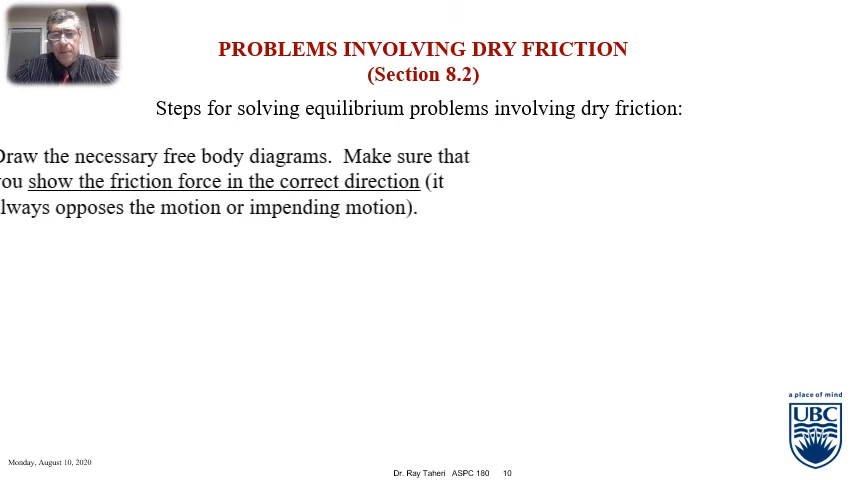 PROBLEMS INVOLVING DRY FRICTION
(Section 8.2)
Steps for solving equilibrium problems involving dry friction:
Draw the necessary free body diagrams. Make sure that
you show the friction force in the correct direction (it
lways opposes the motion or impending motion).
a place of mind
UBC
Monday, August 10, 2020
Dr. Ray Taheri ASPC 180 10